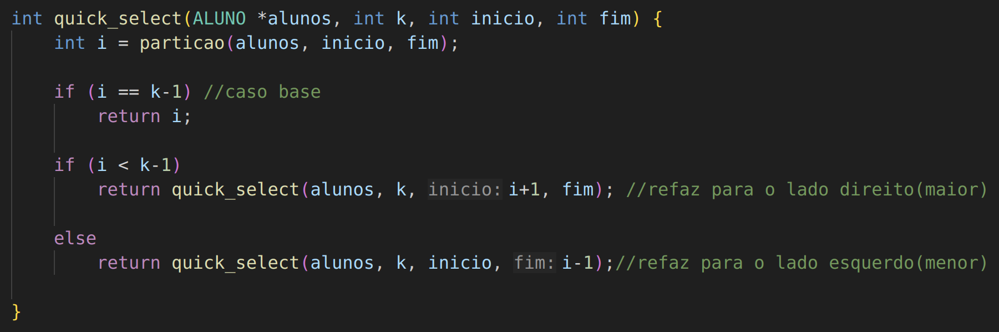 int quick_select(ALUNO *alunos, int k, int inicio, int fim) {
int i = particao(alunos, inicio, fim);
if (i == k-1) //caso base
return i;
if (i < k-1)
return quick_select(alunos, k, inicio: i+1, fim); //refaz para o lado direito(maior)
else
return quick_select(alunos, k, inicio, fim: i-1);//refaz para o lado esquerdo(menor)
}